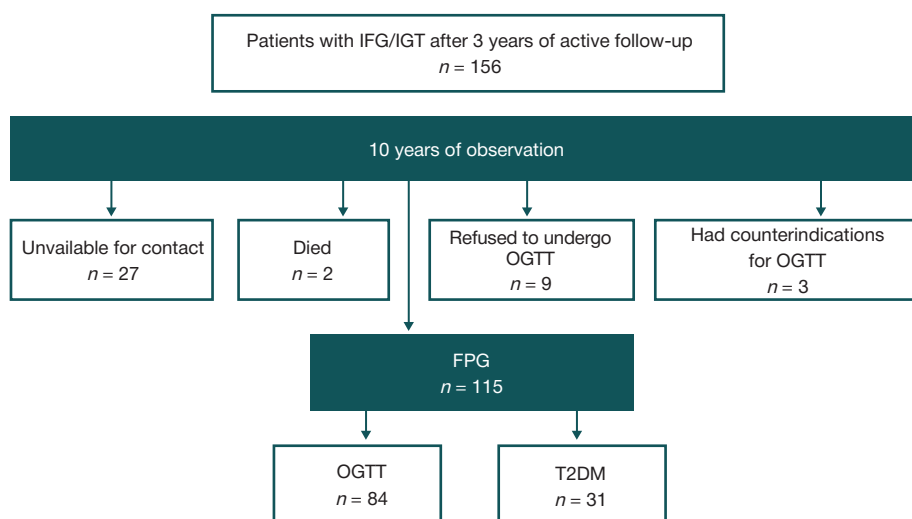 Patients with IFG/IGT after 3 years of active follow-up
n = 156
10 years of observation
Unvailable for contact
n = 27
Died
n = 2
Refused to undergo
OGTT
n = 9
Had counterindications
for OGTT
n = 3
FPG
n = 115
OGTT
n = 84
T2DM
n = 31